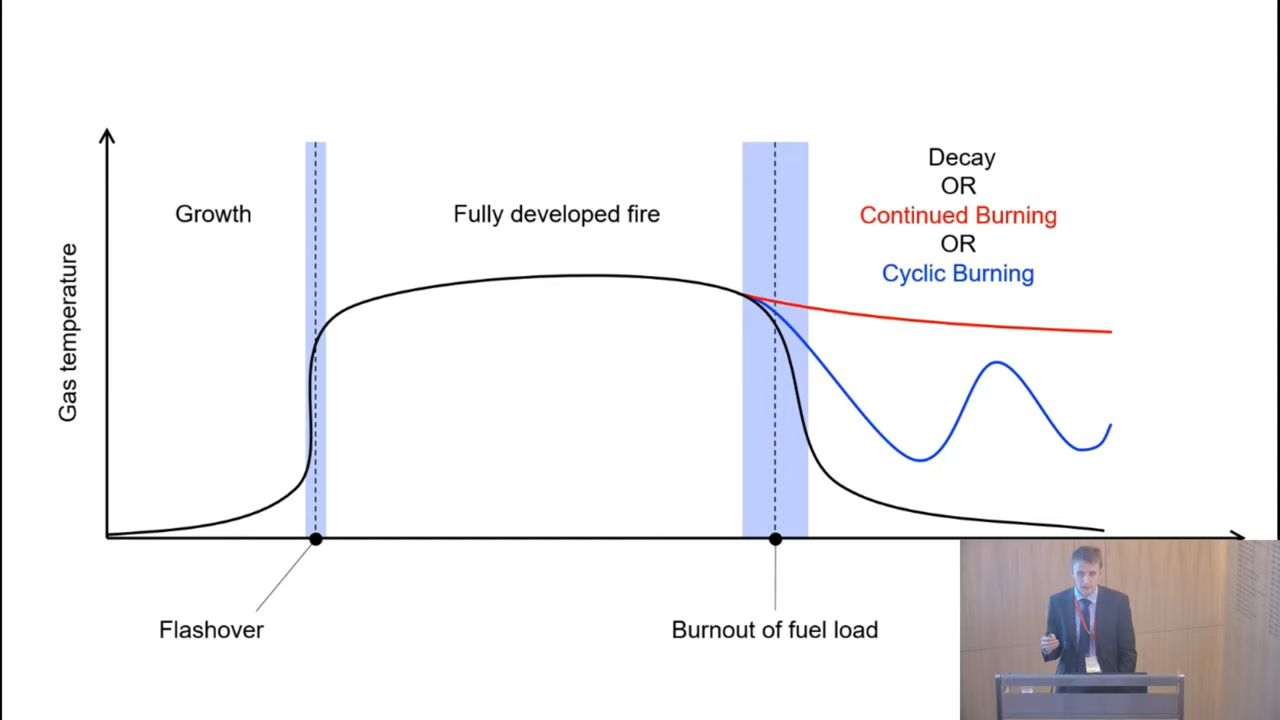 Decay
OR
Growth
Fully developed fire
Continued Burning
OR
Cyclic Burning
Gas temperature
Flashover
Burnout of fuel load